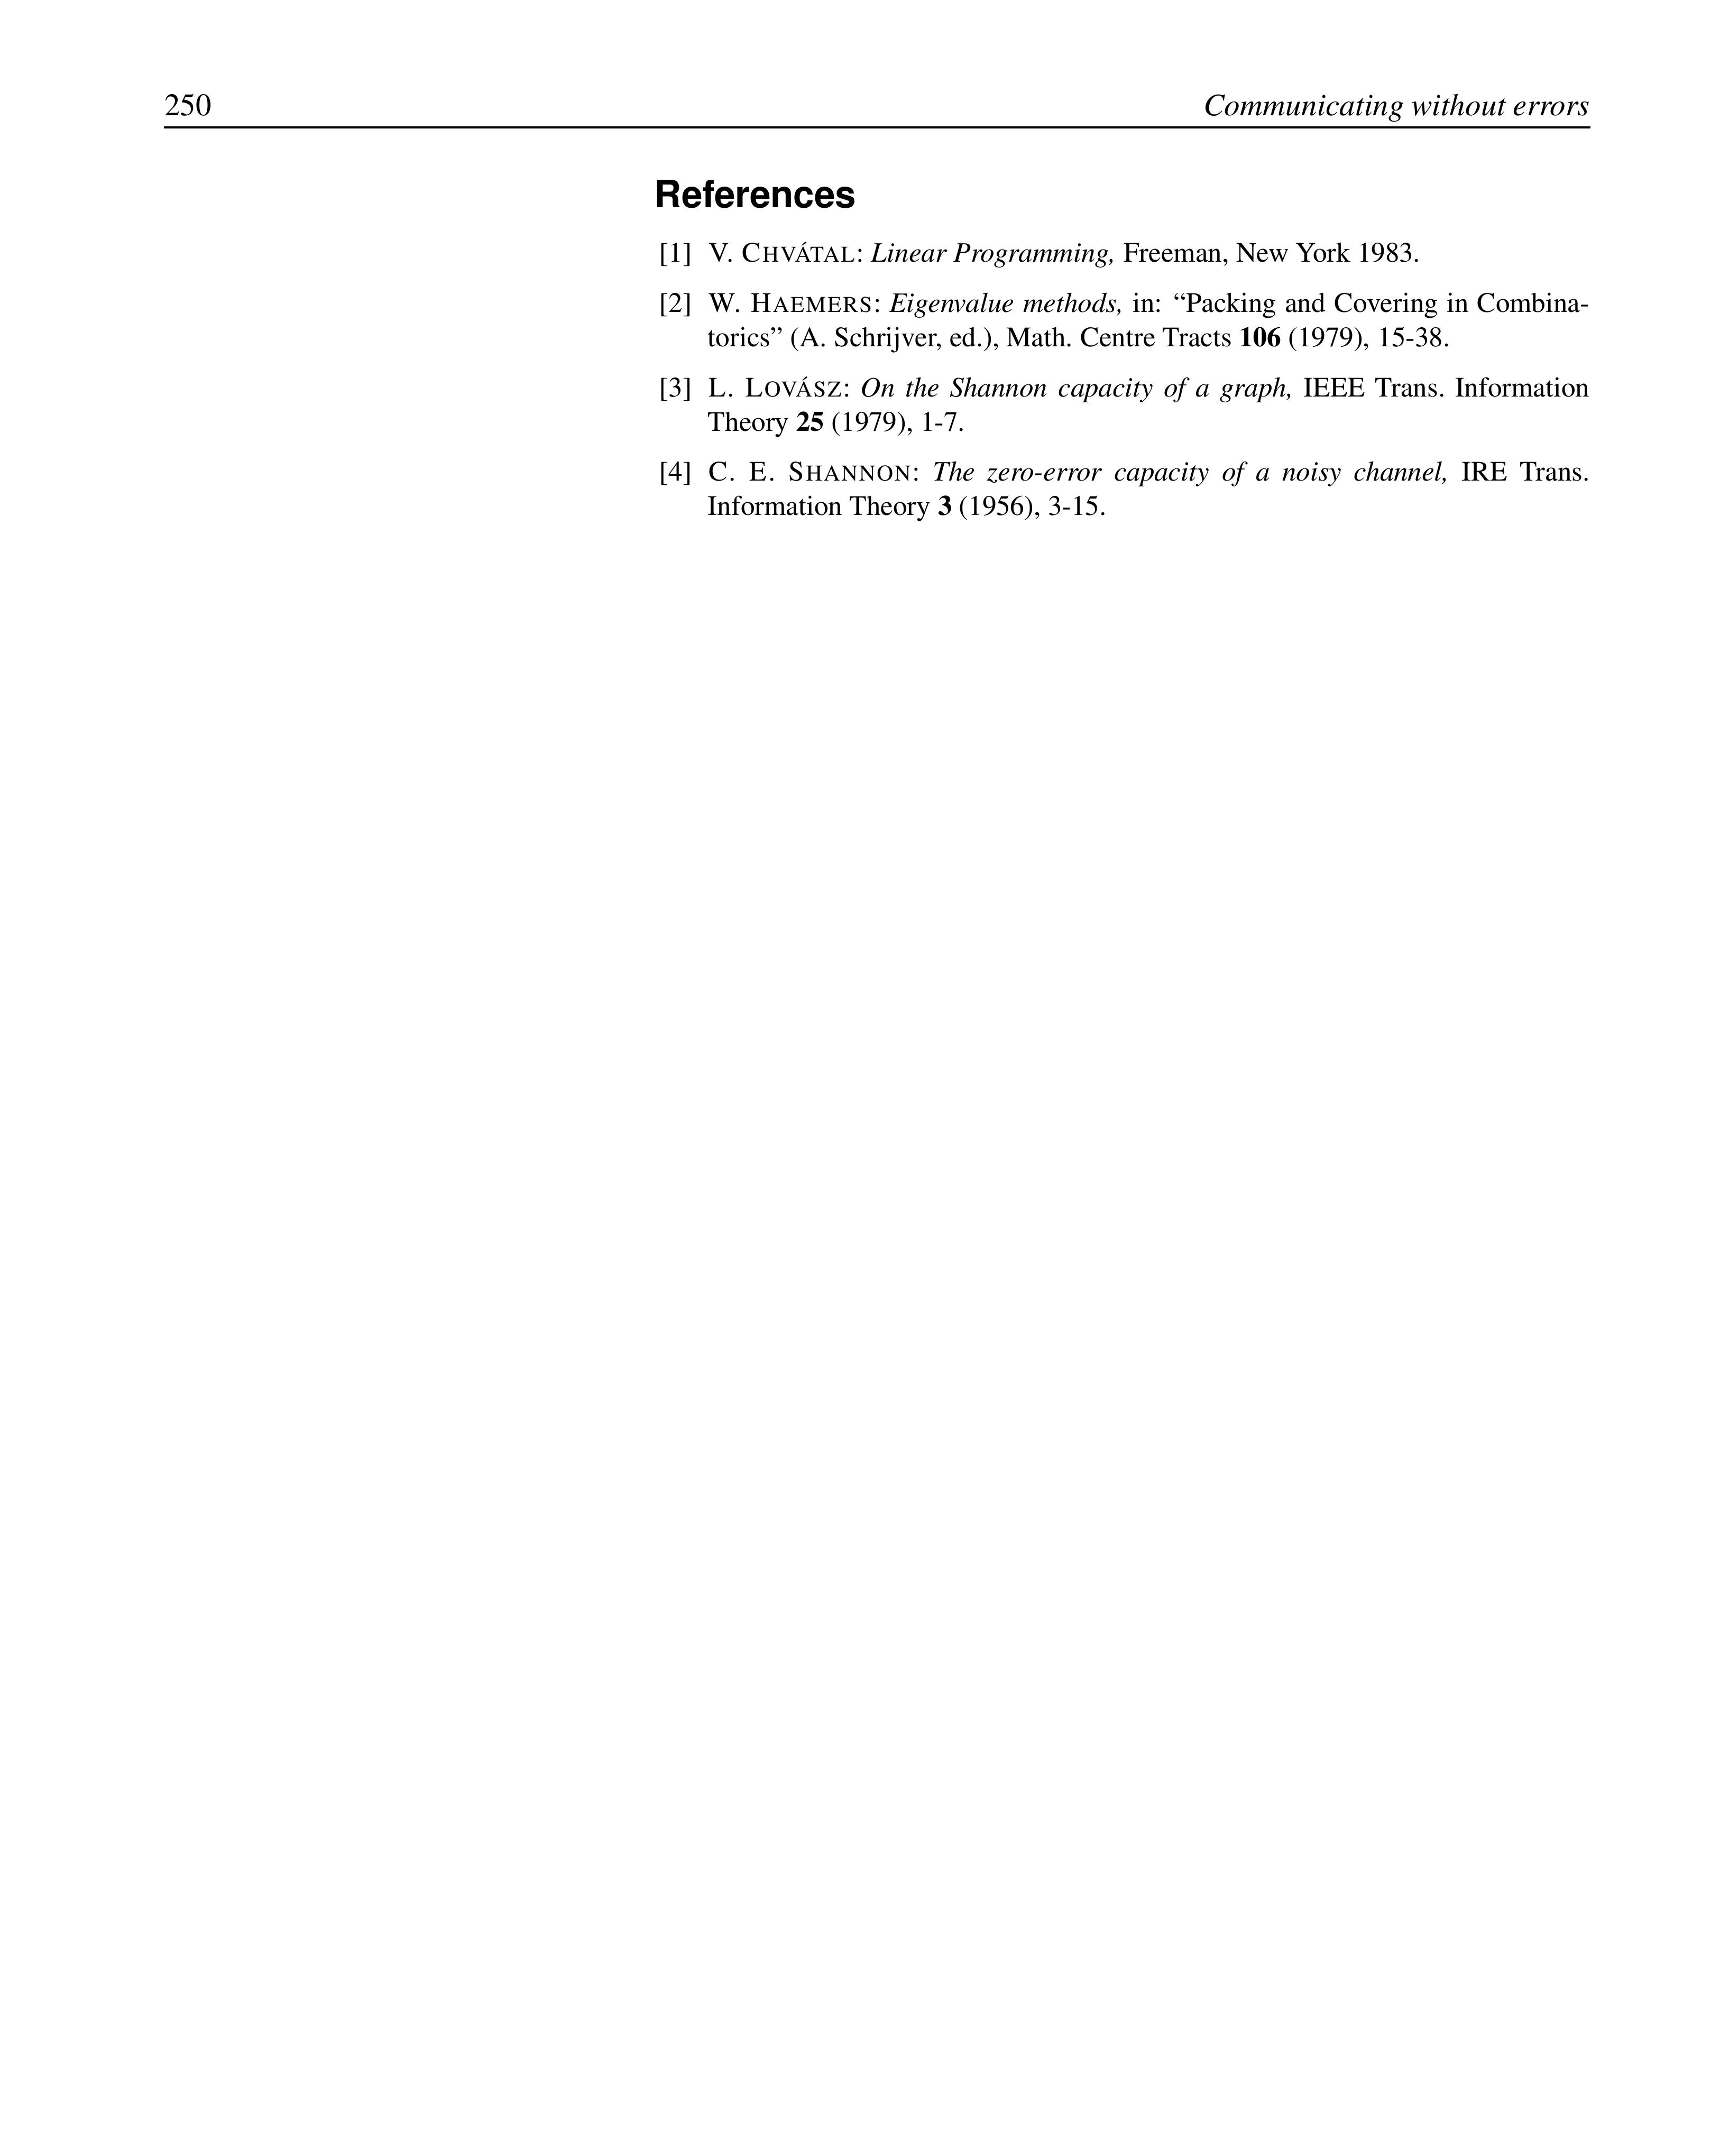 250 Communicating without errors
References
[1] V. CHVÁTAL: Linear Programming, Freeman, New York 1983.
[2] W. HAEMERS: Eigenvalue methods, in: “Packing and Covering in Combina-
torics” (A. Schrijver, ed.), Math. Centre Tracts 106 (1979), 15-38.
[3] L. LOVÁSZ: On the Shannon capacity of a graph, IEEE Trans. Information
Theory 25 (1979), 1-7.
[4] C. E. SHANNON: The zero-error capacity of a noisy channel, IRE Trans.
Information Theory 3 (1956), 3-15.